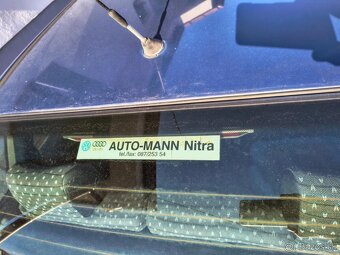 AUTO-MANN Nitra
tel./fax: 087/253 54